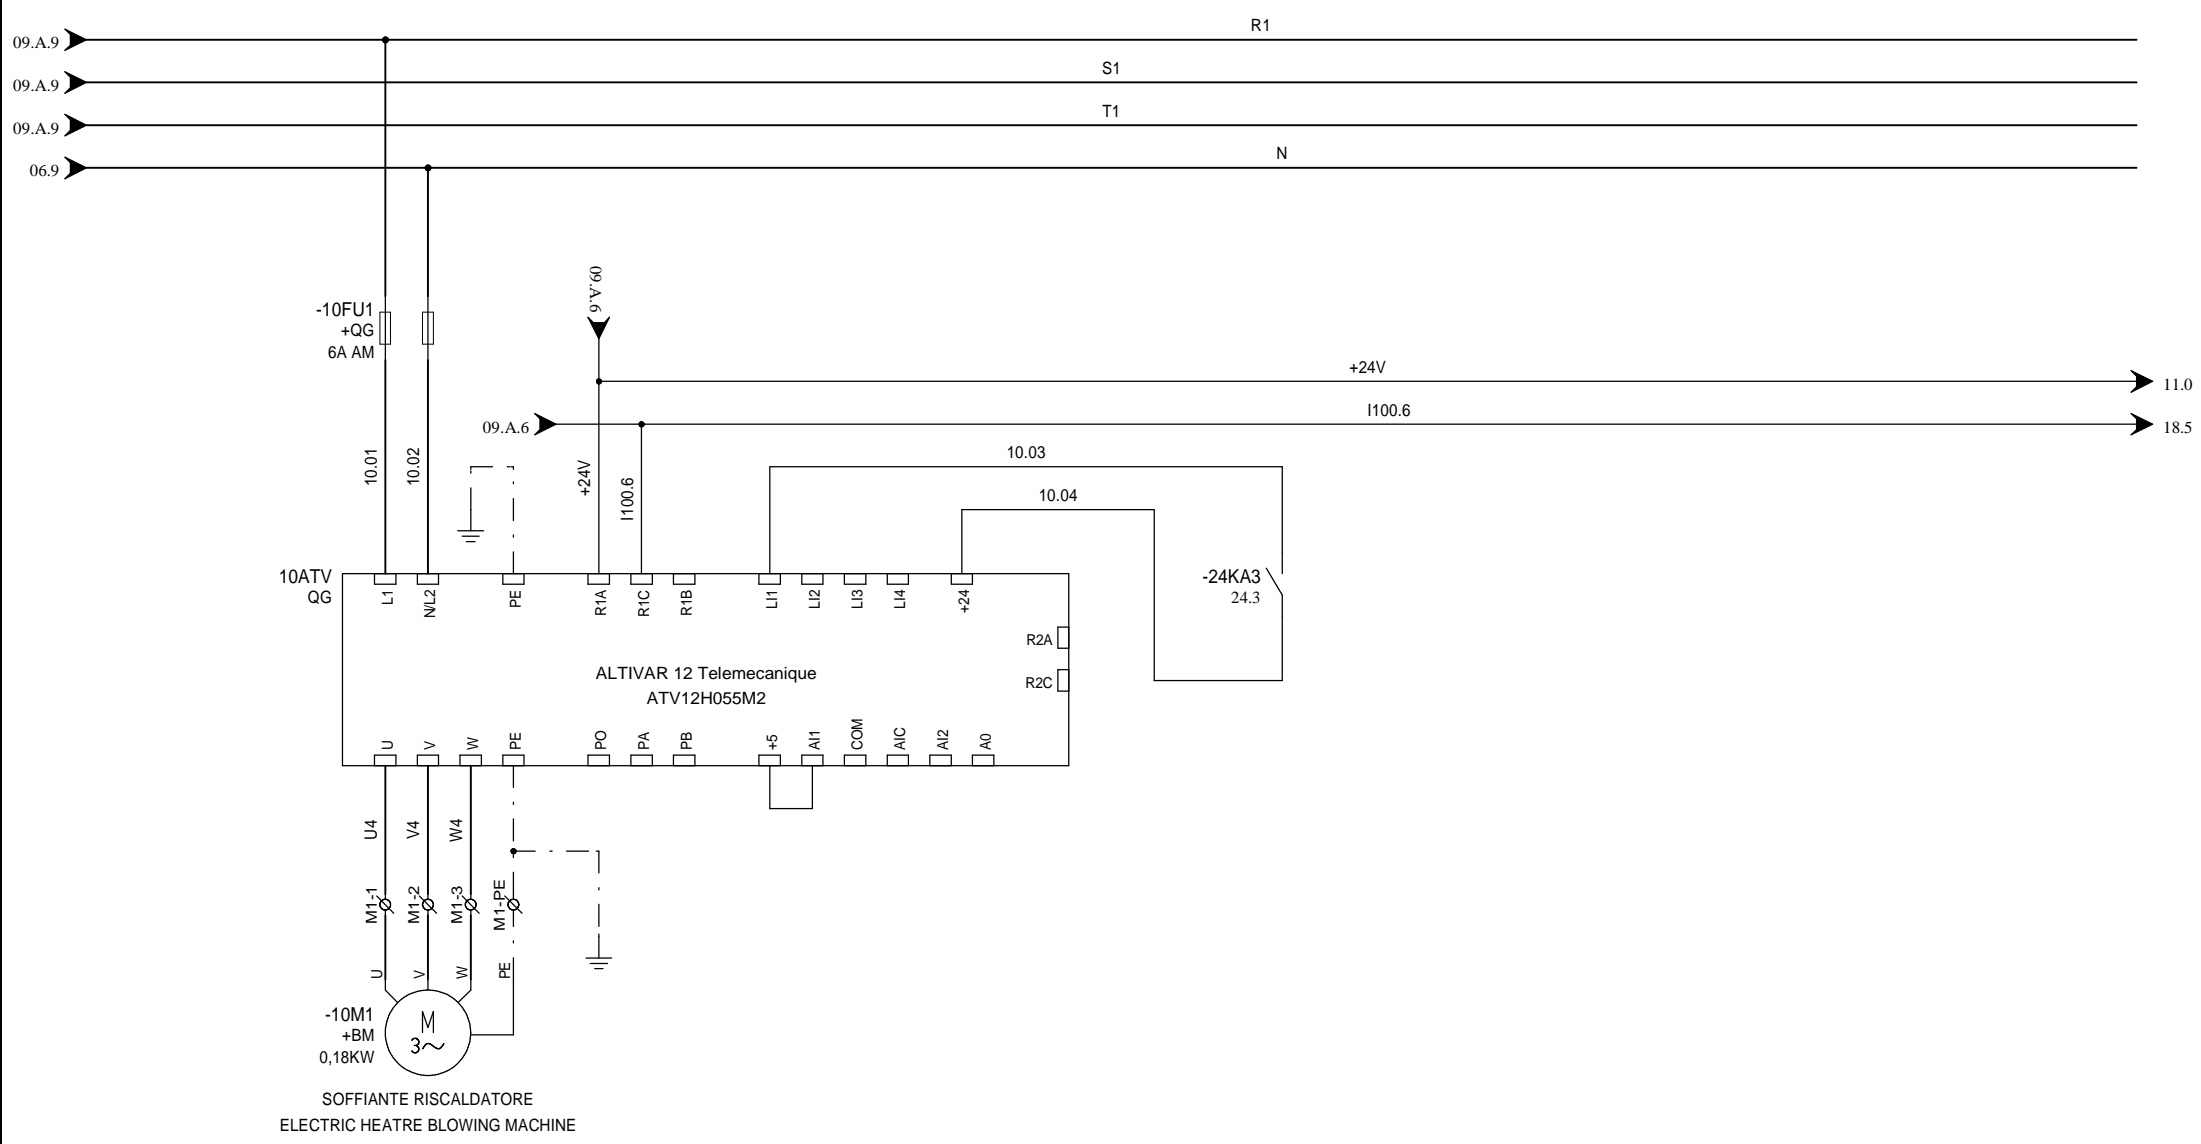 R1
09.A.9
S1
09.A.9
T1
09.A.9
N
06.9
09.A.6
-10FU1
+QG
6A AM
+24V
11.0
I100.6
09.A.6
18.5
10.01
10.02
+24V
I100.6
10.03
10.04
10ATV
QG
L1
N/L2
PE
R1A
R1C
R1B
LI1
LI2
LI3
LI4
+24
-24KA3
24.3
R2A
R2C
ALTIVAR 12 Telemecanique
ATV12H055M2
U
V
W
PE
PO
PA
PB
+5
AI1
COM
AIC
AI2
A0
U4
V4
W4
M1-1
M1-2
M1-3
M1-PE
U
V
W
PE
-10M1
+BM
0,18KW
M
3~
SOFFIANTE RISCALDATORE
ELECTRIC HEATRE BLOWING MACHINE